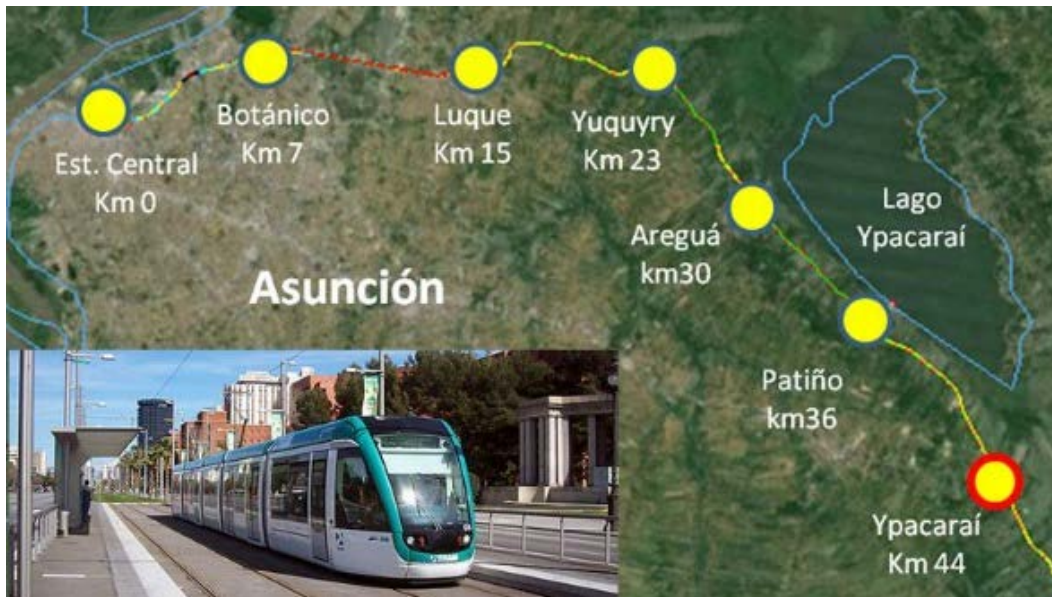 Est. Central
Km 0
Botánico
Km 7
Luque
Km 15
Yuquyry
Km 23
Areguá
km30
Lago
Ypacaraí
Asunción
Patiño
km36
Ypacaraí
Km 44